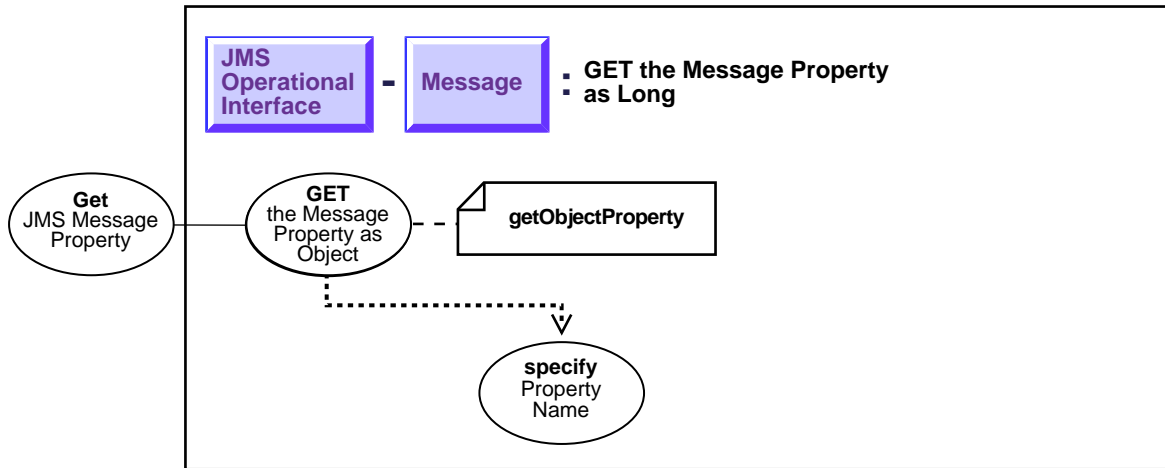 JMS
Operational
Interface
-
Message
:
GET the Message Property
as Long
Get
JMS Message
Property
GET
the Message
Property as
Object
getObjectProperty
specify
Property
Name